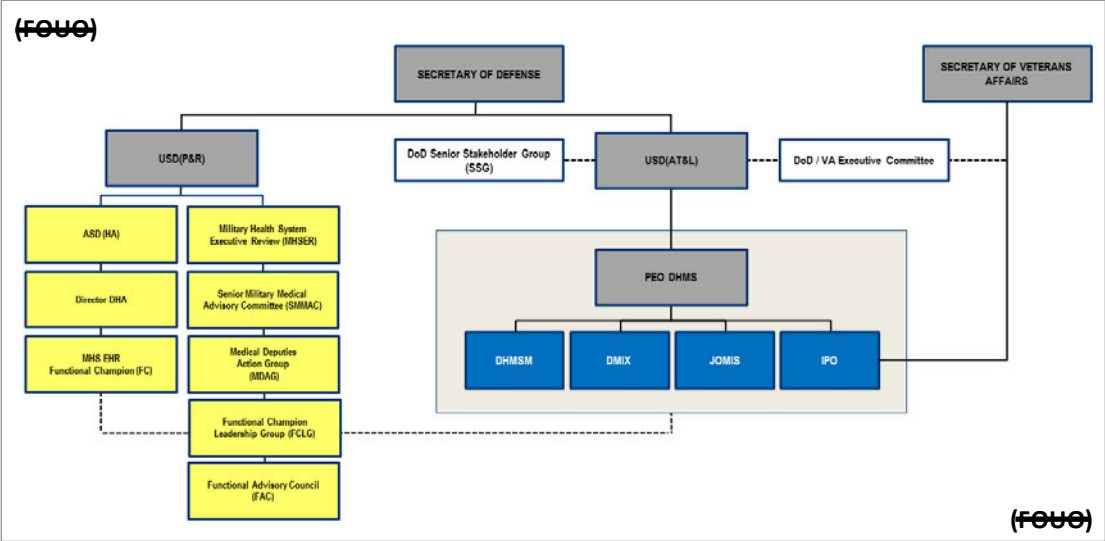 (FOUO)
SECRETARY OF DEFENSE
SECRETARY OF VETERANS
AFFAIRS
USD(P&R)
DoD Senior Stakeholder Group
(SSG)
USD(AT&L)
DoD / VA Executive Committee
ASD (HA)
Military Health System
Executive Review (MHSER)
Director DHA
Senior Military Medical
Advisory Committee (SMMAC)
MHS EHR
Functional Champion (FC)
Medical Deputies
Action Group
(MDAG)
Functional Champion
Leadership Group (FCLG)
Functional Advisory Council
(FAC)
PEO DHMS
DHMSM
DMIX
JOMIS
IPO
(FOUO)